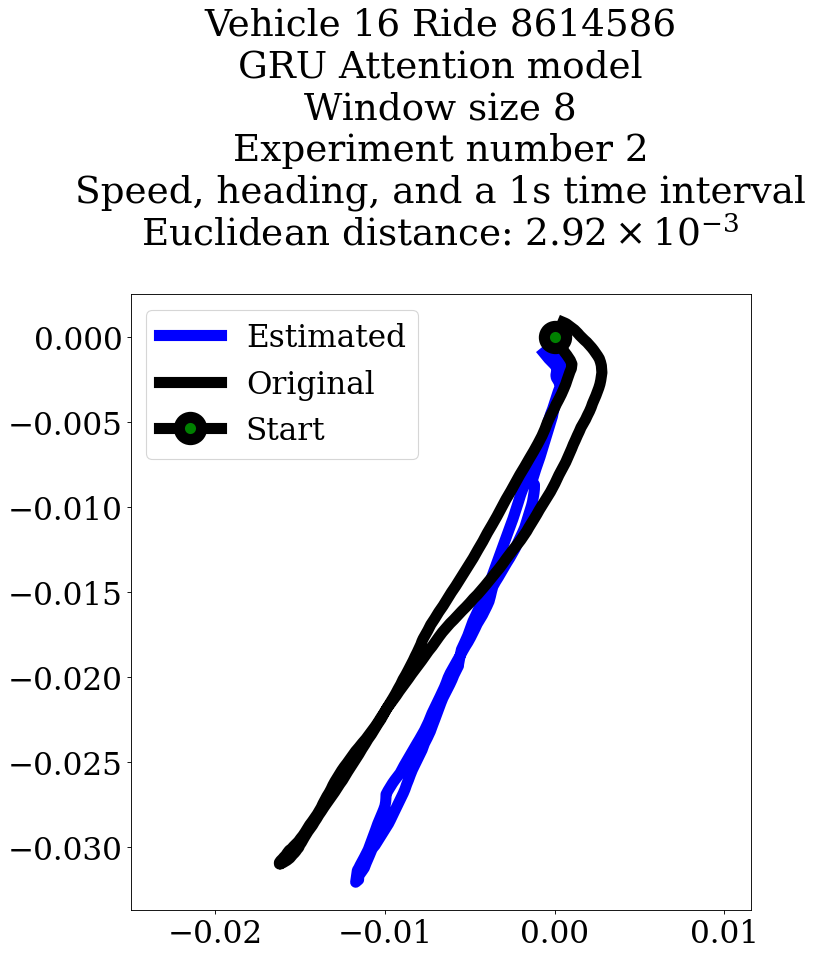 Vehicle 16 Ride 8614586
GRU Attention model
Window size 8
Experiment number 2
Speed, heading, and a 1s time interval
Euclidean distance: 2.92 × 10⁻³
Estimated
Original
Start
0.000
−0.005
−0.010
−0.015
−0.020
−0.025
−0.030
−0.02
−0.01
0.00
0.01